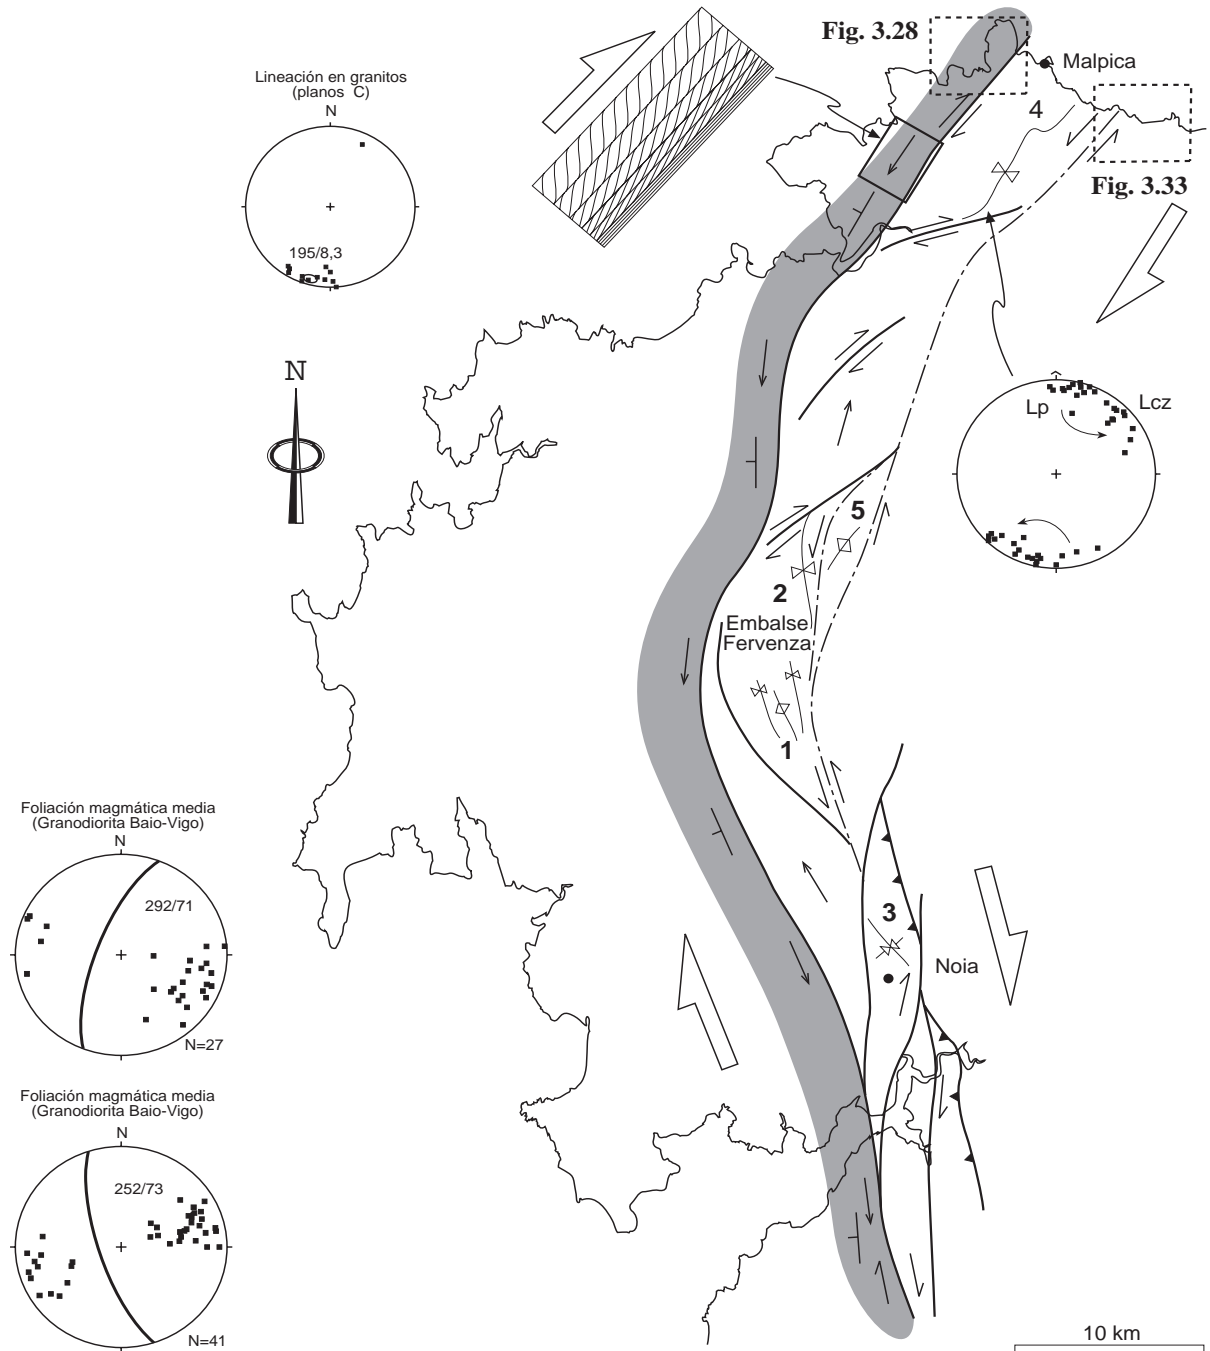 Fig. 3.28
Malpica
Lineación en granitos
(planos C)
N
4
Fig. 3.33
195/8,3
N
Lp
Lcz
5
2
Embalse
Fervenza
1
Foliación magmática media
(Granodiorita Baio-Vigo)
N
292/71
N=27
3
Noia
Foliación magmática media
(Granodiorita Baio-Vigo)
N
252/73
N=41
10 km